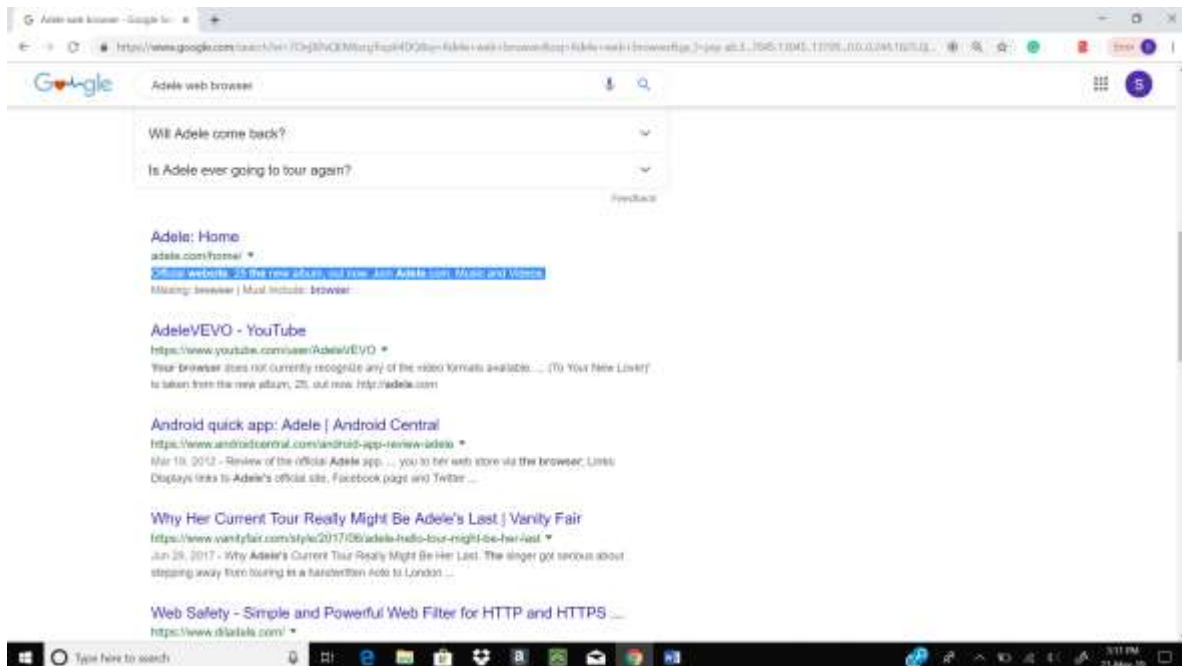 Adele web browser - Google
https://www.google.com
Google
Adele web browser
S
Will Adele come back?
Is Adele ever going to tour again?
Feedback
Adele: Home
adele.com/home/
Official website. 25 the new album, out now. Join Adele.com. Music and Videos.
Missing: browser | Must include: browser
AdeleVEVO - YouTube
https://www.youtube.com/user/AdeleVEVO
Your browser does not currently recognize any of the video formats available. ... (To Your New Lover)'
is taken from the new album, 25, out now. http://adele.com
Android quick app: Adele | Android Central
https://www.androidcentral.com/android-app-review-adele
Mar 19, 2012 - Review of the official Adele app. ... you to her web store via the browser; Links:
Displays links to Adele's official site, Facebook page and Twitter ...
Why Her Current Tour Really Might Be Adele's Last | Vanity Fair
https://www.vanityfair.com/style/2017/06/adele-hello-tour-might-be-her-last
Jun 29, 2017 - Why Adele's Current Tour Really Might Be Her Last. The singer got serious about
stepping away from touring in a handwritten note to London ...
Web Safety - Simple and Powerful Web Filter for HTTP and HTTPS ...
https://www.diladele.com/
Type here to search
3:11 PM